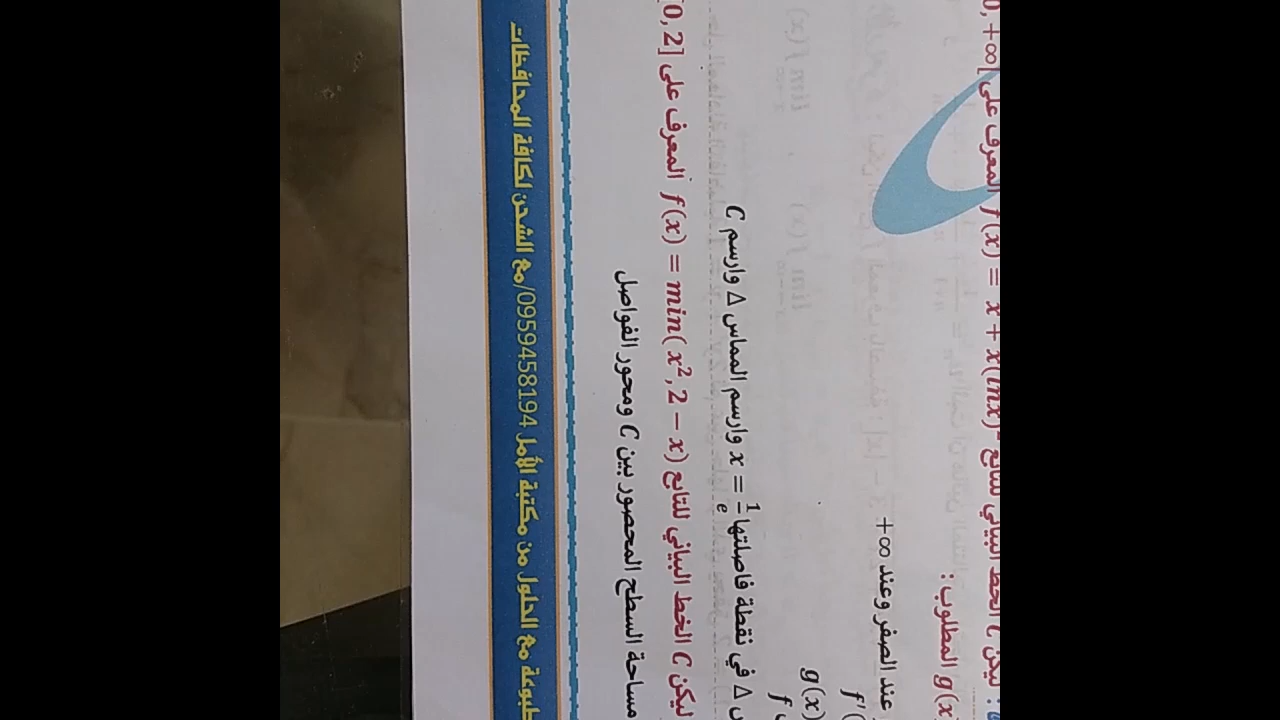 ليكن C الخط البياني للتابع f(x) = x + x(lnx)² المعرف على ]0, +∞
g(x المطلوب :
عند الصفر وعند +∞
f′(
g(x)
Δ في نقطة فاصلتها x = 1/e وارسم المماس Δ وارسم C
ليكن C الخط البياني للتابع f(x) = min( x², 2 − x) المعرف على [0, 2]
مساحة السطح المحصور بين C ومحور الفواصل
مع الحلول من مكتبة الأمل 0959458194/مع الشحن لكافة المحافظات